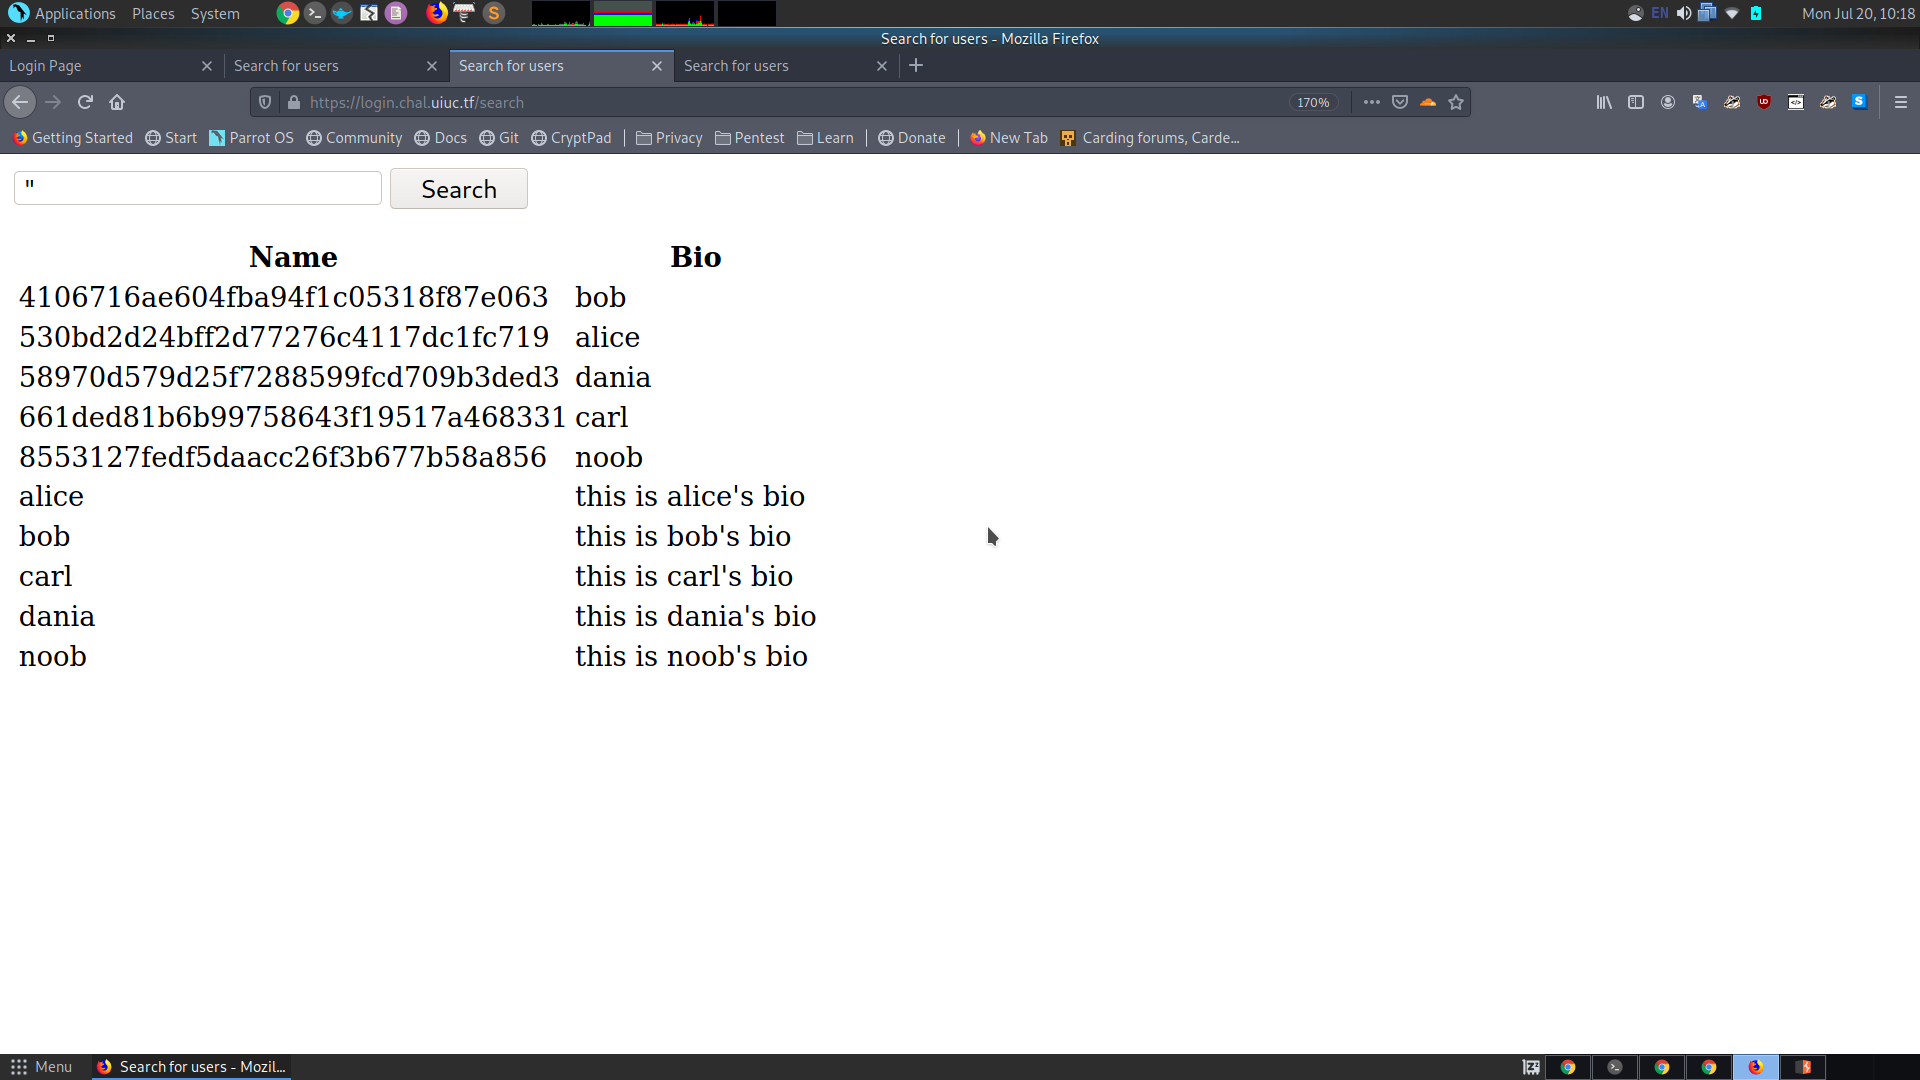 Applications Places System EN Mon Jul 20, 10:18
Search for users - Mozilla Firefox
Login Page Search for users Search for users Search for users
https://login.chal.uiuc.tf/search 170%
Getting Started Start Parrot OS Community Docs Git CryptPad Privacy Pentest Learn Donate New Tab Carding forums, Carde...
" Search
Name Bio
4106716ae604fba94f1c05318f87e063 bob
530bd2d24bff2d77276c4117dc1fc719 alice
58970d579d25f7288599fcd709b3ded3 dania
661ded81b6b99758643f19517a468331 carl
8553127fedf5daacc26f3b677b58a856 noob
alice this is alice's bio
bob this is bob's bio
carl this is carl's bio
dania this is dania's bio
noob this is noob's bio
Menu Search for users - Mozil...